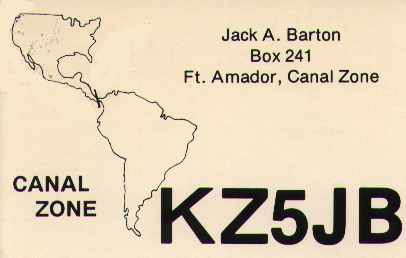 Jack A. Barton
Box 241
Ft. Amador, Canal Zone
CANAL
ZONE
KZ5JB